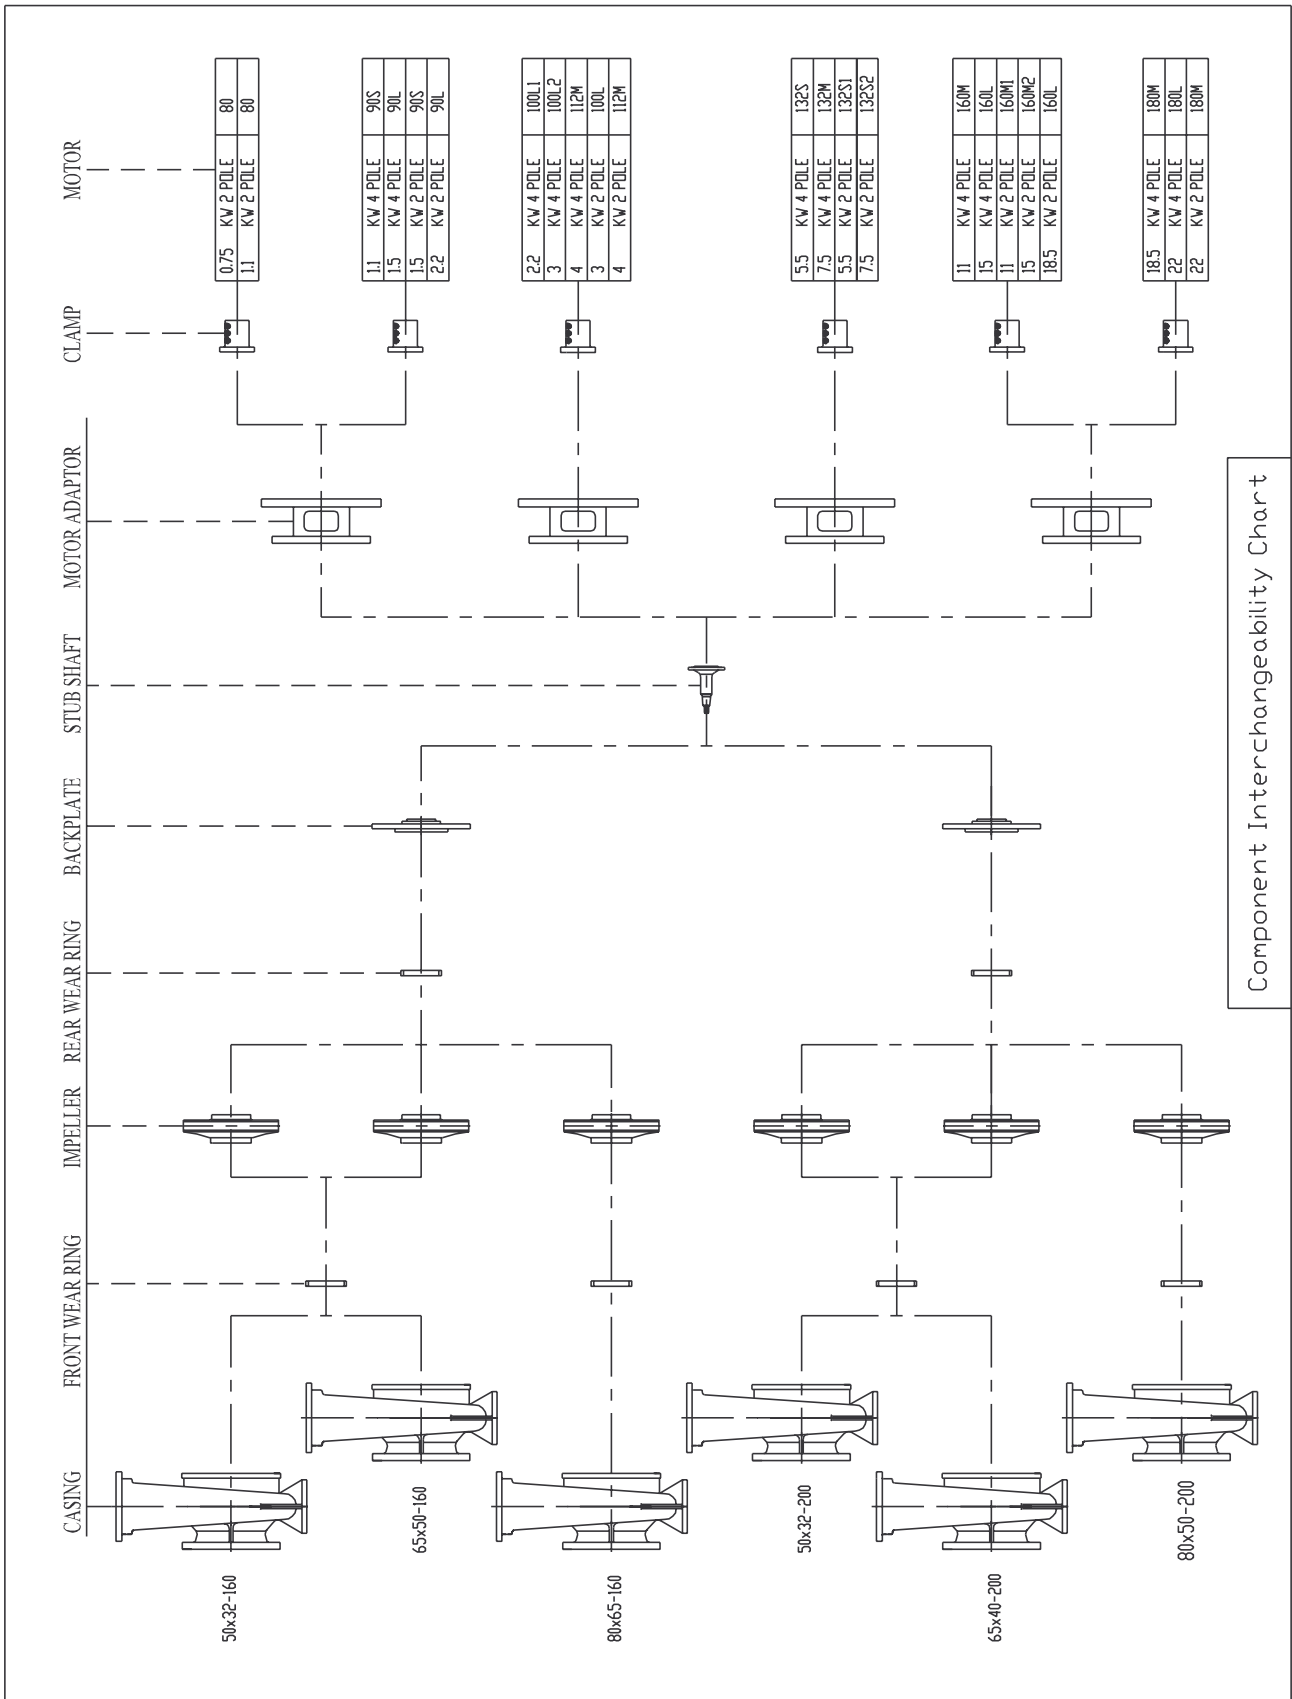 CASING
FRONT WEAR RING
IMPELLER
REAR WEAR RING
BACKPLATE
STUB SHAFT
MOTOR ADAPTOR
CLAMP
MOTOR
50x32-160
65x50-160
80x65-160
50x32-200
65x40-200
80x50-200
0.75 KW 2 POLE 80
1.1 KW 2 POLE 80
1.1 KW 4 POLE 90S
1.5 KW 4 POLE 90L
1.5 KW 2 POLE 90S
2.2 KW 2 POLE 90L
2.2 KW 4 POLE 100L1
3 KW 4 POLE 100L2
4 KW 4 POLE 112M
3 KW 2 POLE 100L
4 KW 2 POLE 112M
5.5 KW 4 POLE 132S
7.5 KW 4 POLE 132M
5.5 KW 2 POLE 132S1
7.5 KW 2 POLE 132S2
11 KW 4 POLE 160M
15 KW 4 POLE 160L
11 KW 2 POLE 160M1
15 KW 2 POLE 160M2
18.5 KW 2 POLE 160L
18.5 KW 4 POLE 180M
22 KW 4 POLE 180L
22 KW 2 POLE 180M
Component Interchangeability Chart